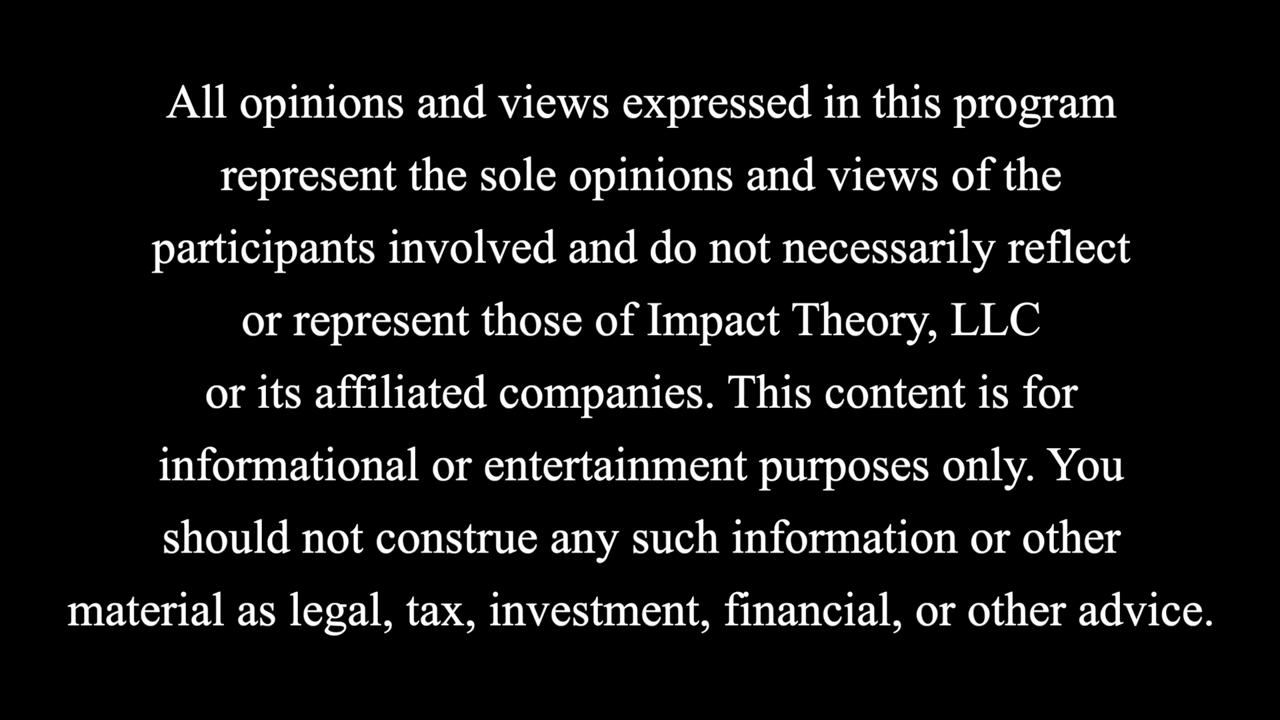 All opinions and views expressed in this program
represent the sole opinions and views of the
participants involved and do not necessarily reflect
or represent those of Impact Theory, LLC
or its affiliated companies. This content is for
informational or entertainment purposes only. You
should not construe any such information or other
material as legal, tax, investment, financial, or other advice.